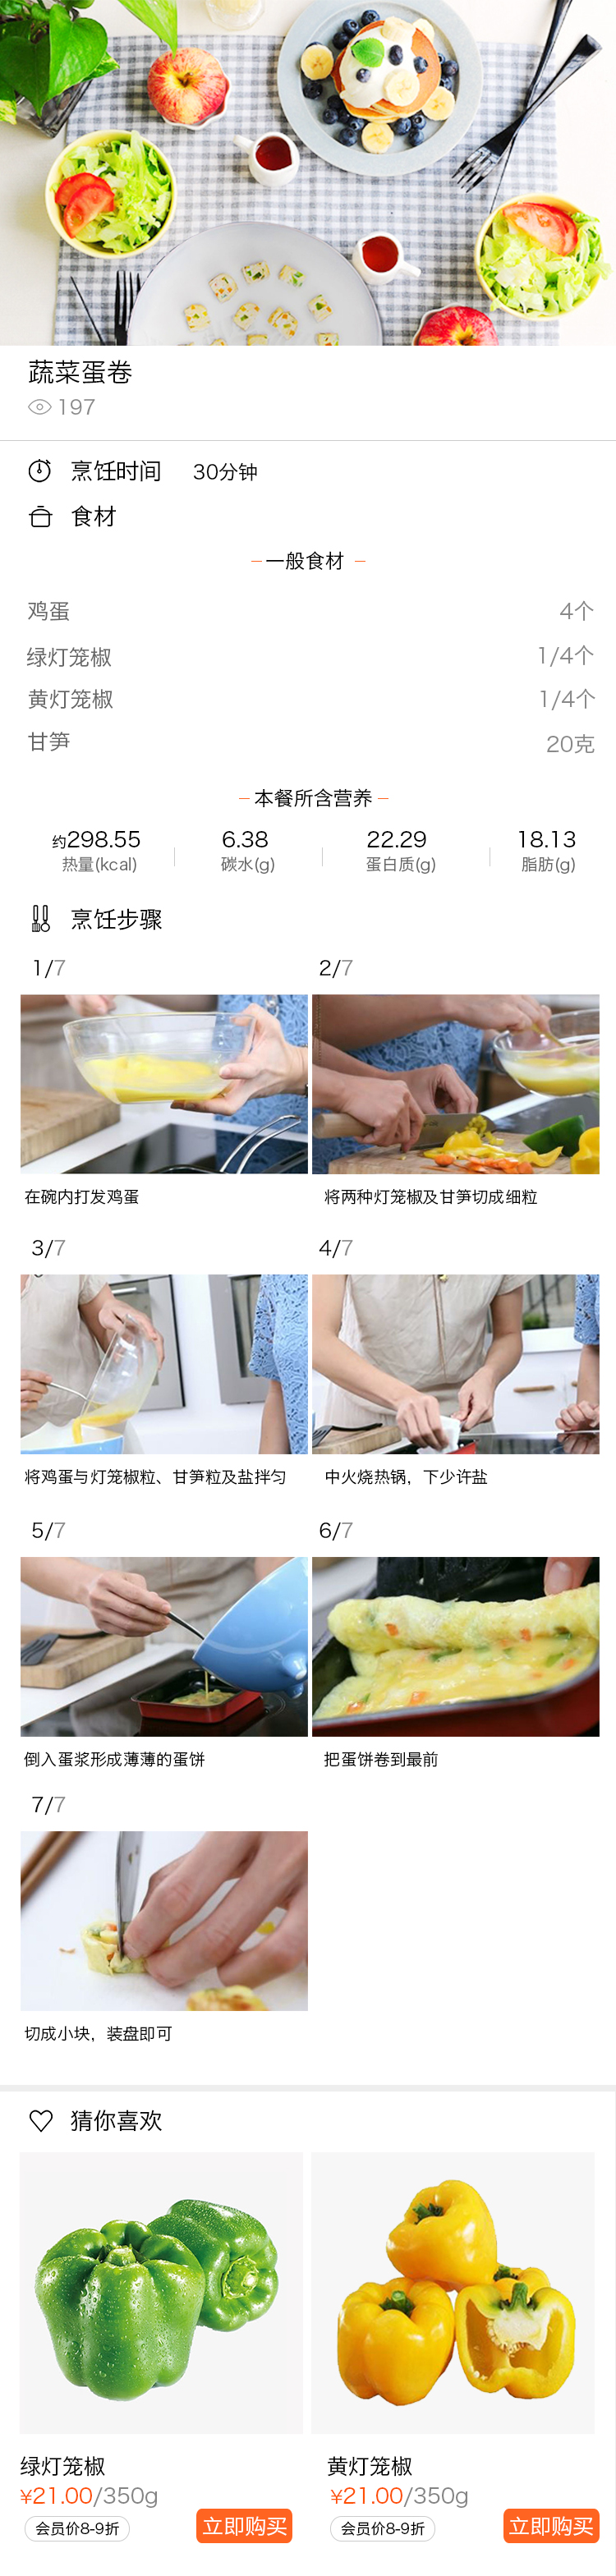 蔬菜蛋卷
197
烹饪时间 30分钟
食材
一般食材
鸡蛋 4个
绿灯笼椒 1/4个
黄灯笼椒 1/4个
甘笋 20克
本餐所含营养
约298.55 6.38 22.29 18.13
热量(kcal) 碳水(g) 蛋白质(g) 脂肪(g)
烹饪步骤
1/7 2/7
在碗内打发鸡蛋 将两种灯笼椒及甘笋切成细粒
3/7 4/7
将鸡蛋与灯笼椒粒、甘笋粒及盐拌匀 中火烧热锅，下少许盐
5/7 6/7
倒入蛋浆形成薄薄的蛋饼 把蛋饼卷到最前
7/7
切成小块，装盘即可
猜你喜欢
绿灯笼椒 黄灯笼椒
¥21.00/350g ¥21.00/350g
会员价8-9折 立即购买 会员价8-9折 立即购买